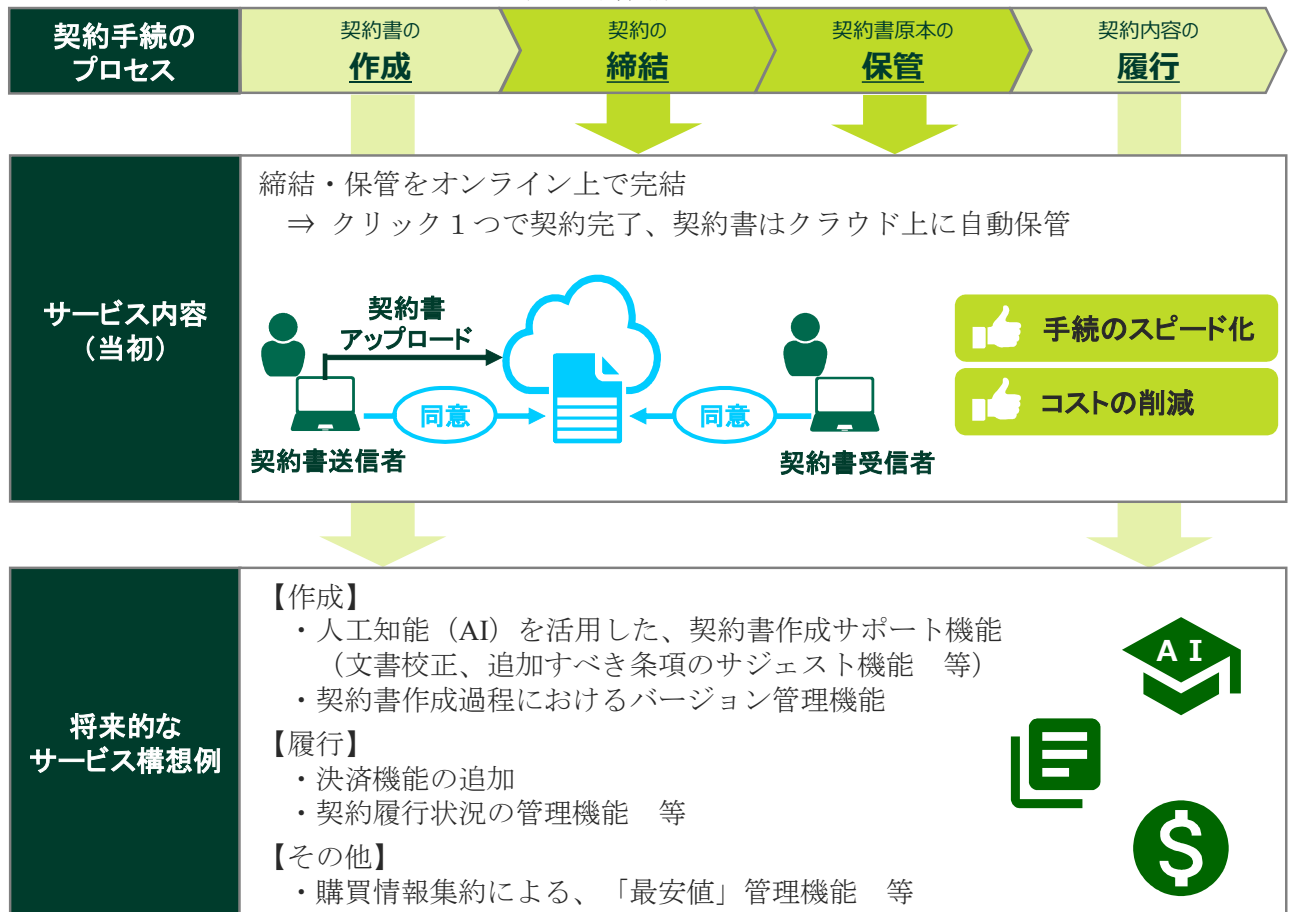 契約手続の
プロセス
契約書の
作成
契約の
締結
契約書原本の
保管
契約内容の
履行
サービス内容
（当初）
締結・保管をオンライン上で完結
⇒ クリック１つで契約完了、契約書はクラウド上に自動保管
契約書
アップロード
同意
同意
契約書送信者
契約書受信者
手続のスピード化
コストの削減
将来的な
サービス構想例
【作成】
・人工知能（AI）を活用した、契約書作成サポート機能
（文書校正、追加すべき条項のサジェスト機能　等）
・契約書作成過程におけるバージョン管理機能
【履行】
・決済機能の追加
・契約履行状況の管理機能　等
【その他】
・購買情報集約による、「最安値」管理機能　等
ＡＩ
$